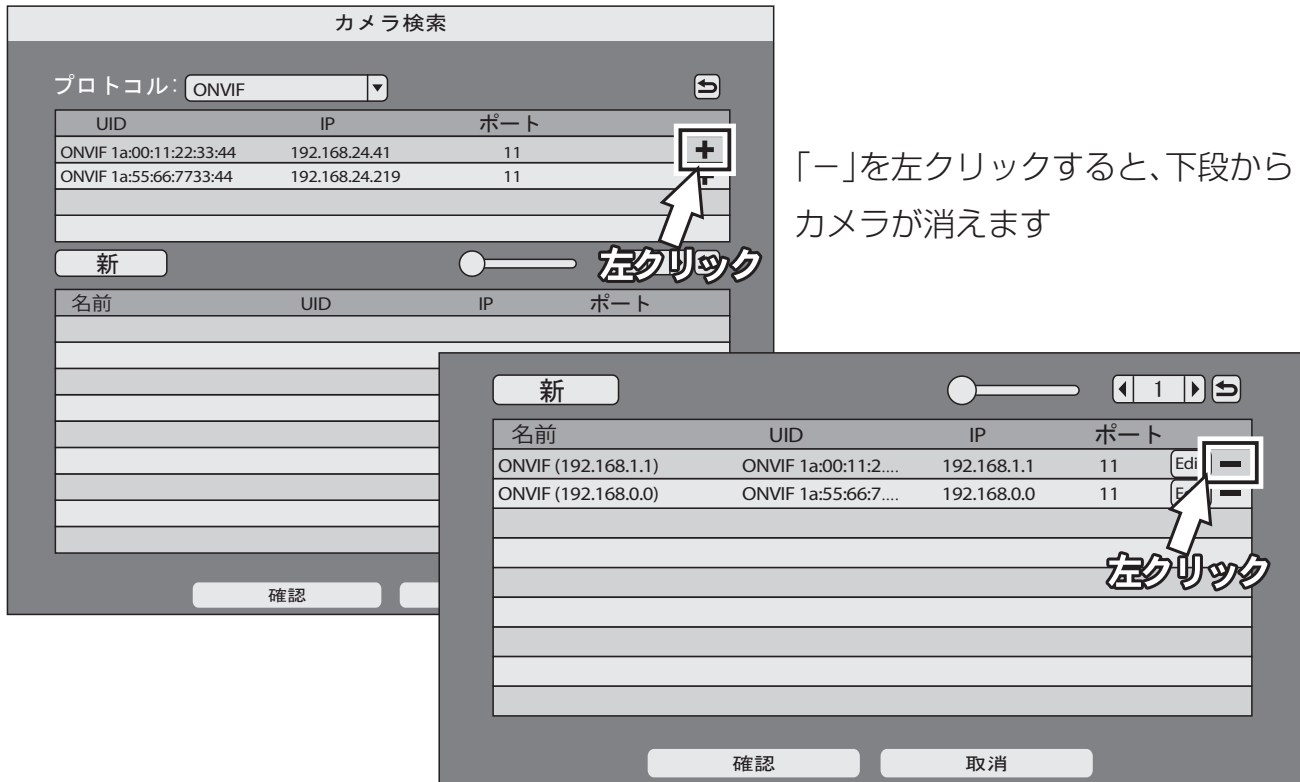 カメラ検索
プロトコル: ONVIF
UID IP ポート
ONVIF 1a:00:11:22:33:44 192.168.24.41 11 +
ONVIF 1a:55:66:7733:44 192.168.24.219 11 +
「－」を左クリックすると、下段から
カメラが消えます
左クリック
新
名前 UID IP ポート
確認
新 1
名前 UID IP ポート
ONVIF (192.168.1.1) ONVIF 1a:00:11:2.... 192.168.1.1 11 Edi －
ONVIF (192.168.0.0) ONVIF 1a:55:66:7.... 192.168.0.0 11 －
左クリック
確認 取消